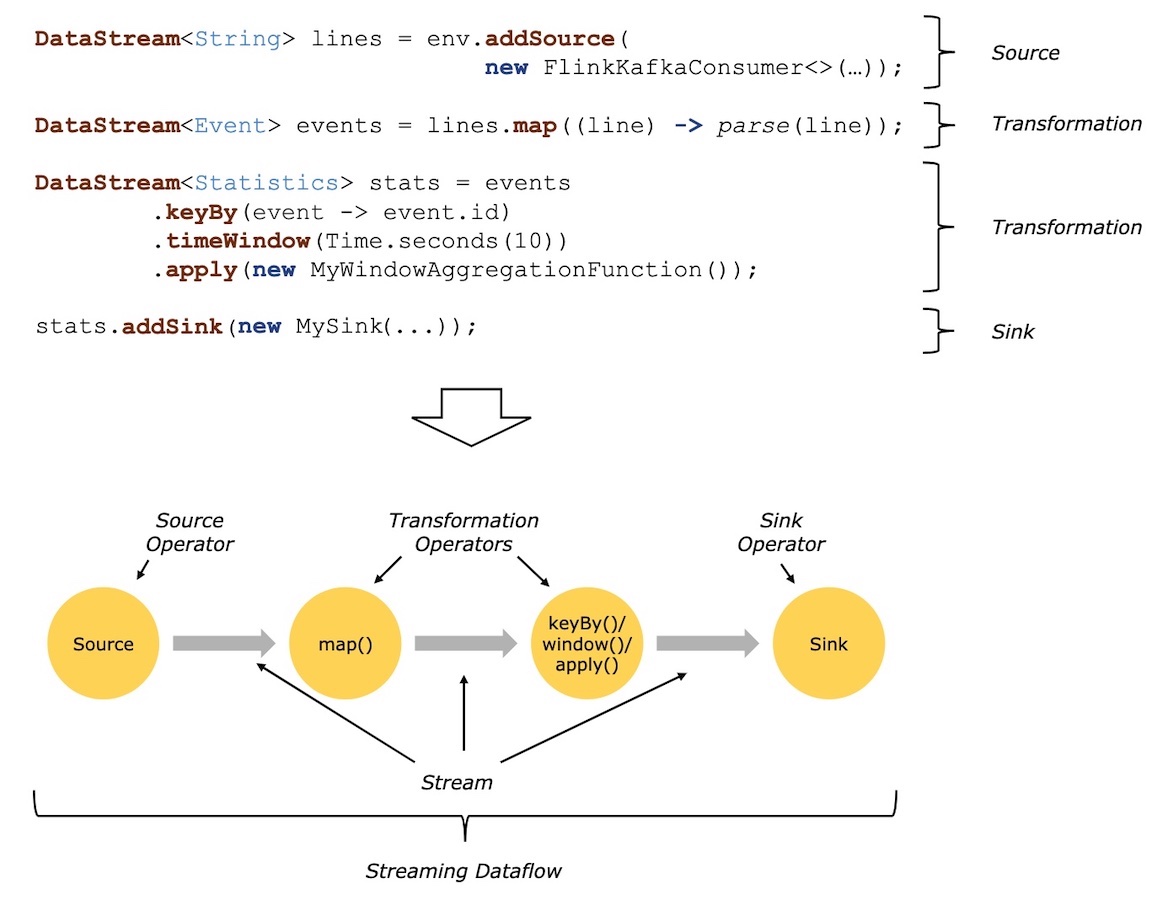 DataStream<String> lines = env.addSource(
new FlinkKafkaConsumer<>(…));
Source
DataStream<Event> events = lines.map((line) -> parse(line));
Transformation
DataStream<Statistics> stats = events
.keyBy(event -> event.id)
.timeWindow(Time.seconds(10))
.apply(new MyWindowAggregationFunction());
Transformation
stats.addSink(new MySink(...));
Sink
Source
Operator
Transformation
Operators
Sink
Operator
Source
map()
keyBy()/
window()/
apply()
Sink
Stream
Streaming Dataflow